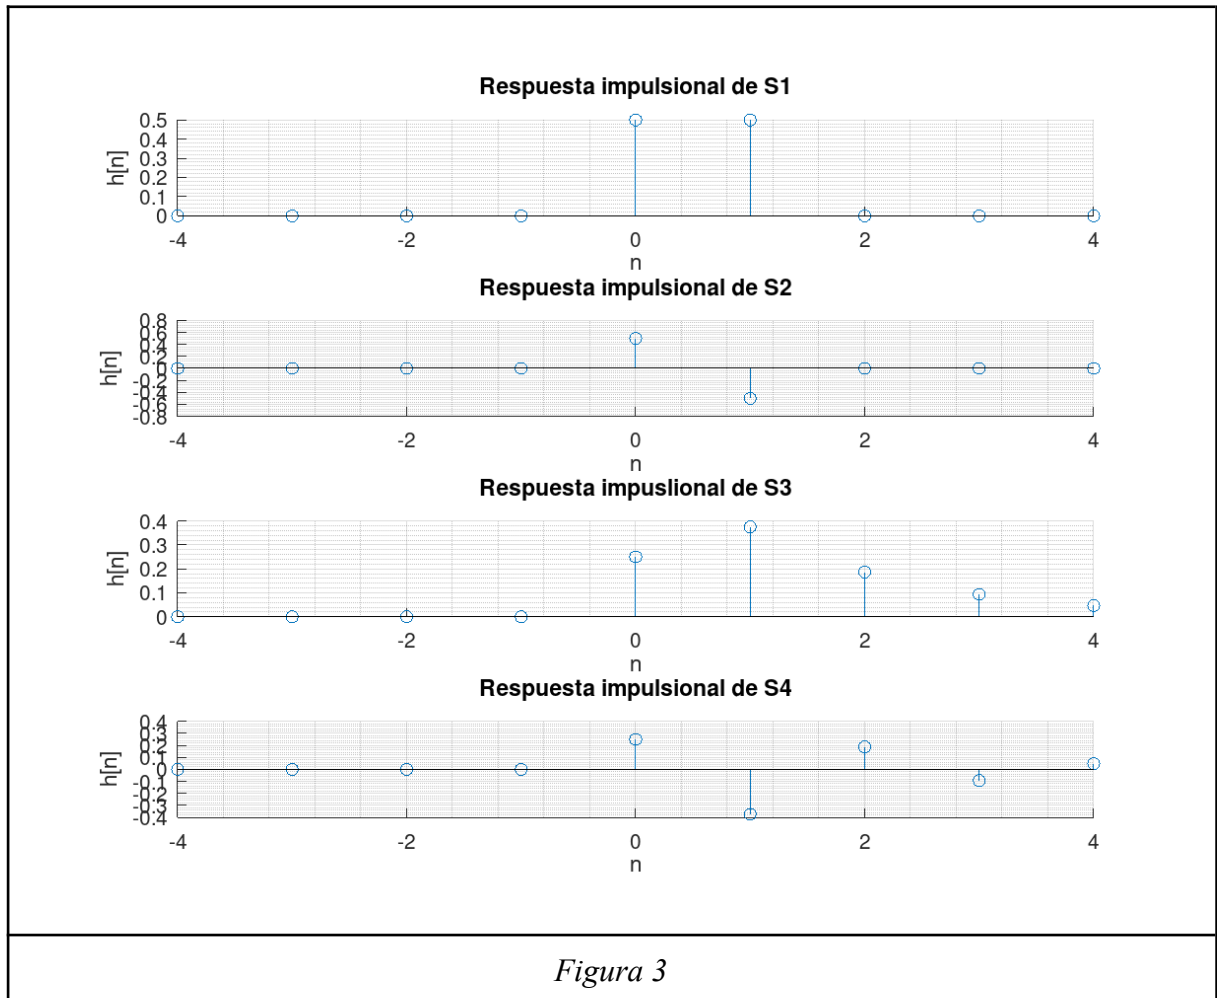 Respuesta impulsional de S1
0.5
0.4
0.3
0.2
0.1
0
h[n]
-4 -2 0 2 4
n
Respuesta impulsional de S2
0.8
0.6
0.4
0.2
0
-0.2
-0.4
-0.6
-0.8
h[n]
-4 -2 0 2 4
n
Respuesta impuslional de S3
0.4
0.3
0.2
0.1
0
h[n]
-4 -2 0 2 4
n
Respuesta impulsional de S4
0.4
0.3
0.2
0.1
0
-0.1
-0.2
-0.3
-0.4
h[n]
-4 -2 0 2 4
n
Figura 3